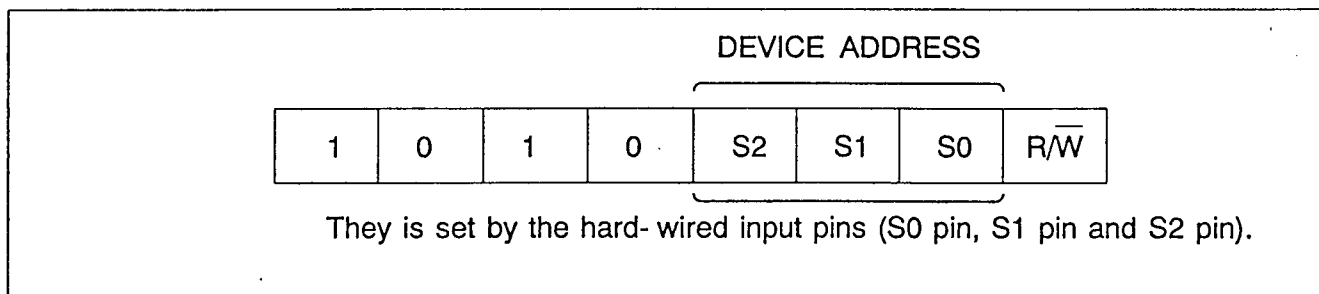 DEVICE ADDRESS
1 0 1 0 S2 S1 S0 R/W̅
They is set by the hard- wired input pins (S0 pin, S1 pin and S2 pin).